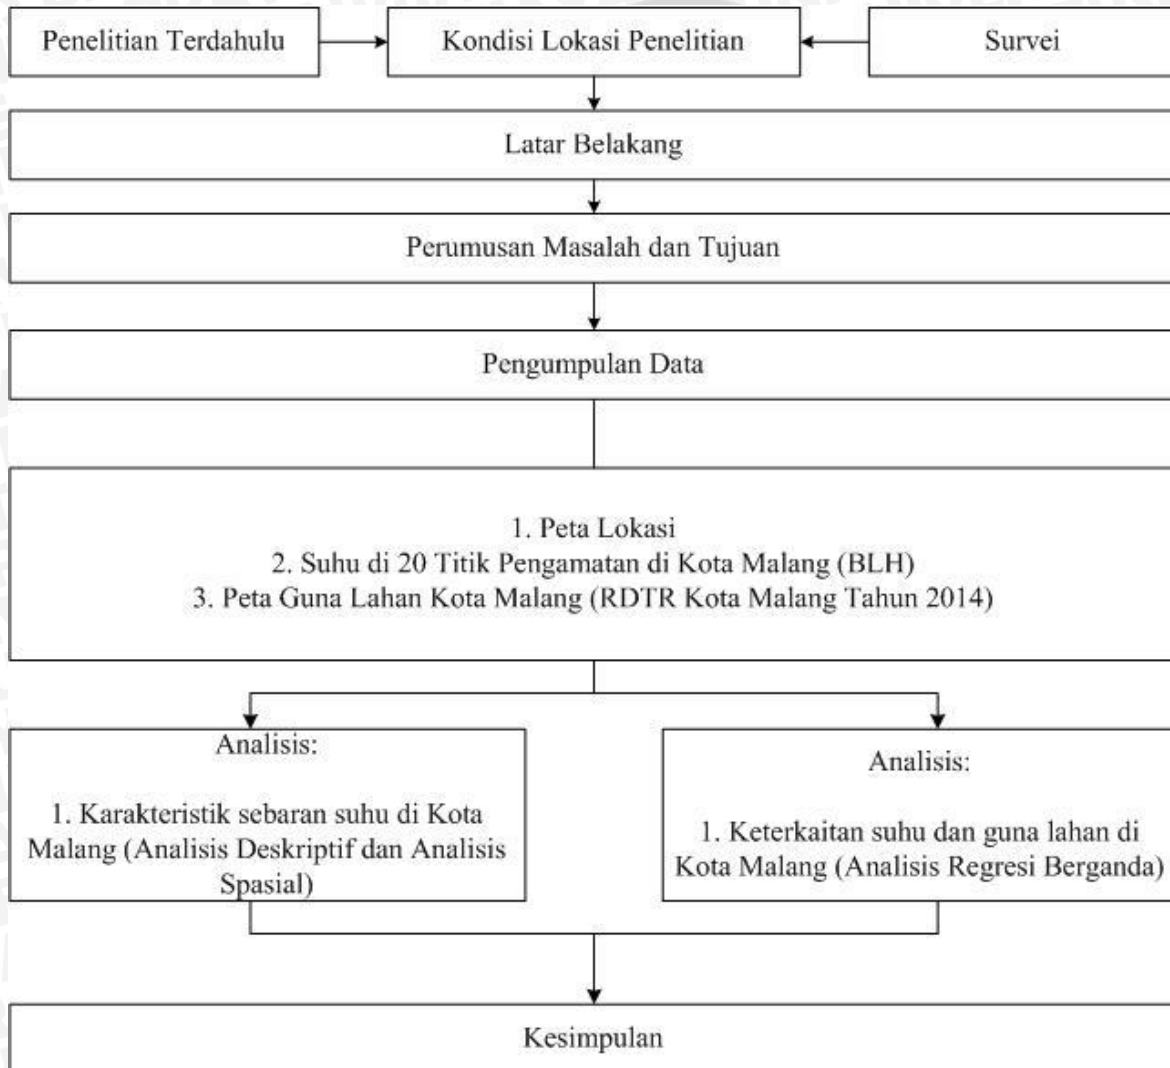 Penelitian Terdahulu
Kondisi Lokasi Penelitian
Survei
Latar Belakang
Perumusan Masalah dan Tujuan
Pengumpulan Data
1. Peta Lokasi
2. Suhu di 20 Titik Pengamatan di Kota Malang (BLH)
3. Peta Guna Lahan Kota Malang (RDTR Kota Malang Tahun 2014)
Analisis:
1. Karakteristik sebaran suhu di Kota
Malang (Analisis Deskriptif dan Analisis
Spasial)
Analisis:
1. Keterkaitan suhu dan guna lahan di
Kota Malang (Analisis Regresi Berganda)
Kesimpulan